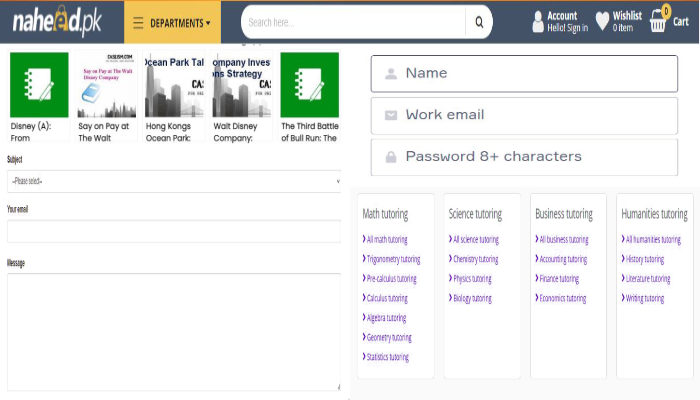 naheed.pk
DEPARTMENTS
Search here...
Account
Hello! Sign in
Wishlist
0 item
0
Cart
CASLISM.COM
Say on Pay at The Walt
Disney Company
Ocean Park Tal
CAS
FOR SOL
ompany Inves
ons Strategy
CAS
Disney (A):
From
Say on Pay at
The Walt
Hong Kongs
Ocean Park:
Walt Disney
Company:
The Third Battle
of Bull Run: The
Subject
--Please select--
Your email
Message
Name
Work email
Password 8+ characters
Math tutoring
All math tutoring
Trigonometry tutoring
Pre-calculus tutoring
Calculus tutoring
Algebra tutoring
Geometry tutoring
Statistics tutoring
Science tutoring
All science tutoring
Chemistry tutoring
Physics tutoring
Biology tutoring
Business tutoring
All business tutoring
Accounting tutoring
Finance tutoring
Economics tutoring
Humanities tutoring
All humanities tutoring
History tutoring
Literature tutoring
Writing tutoring